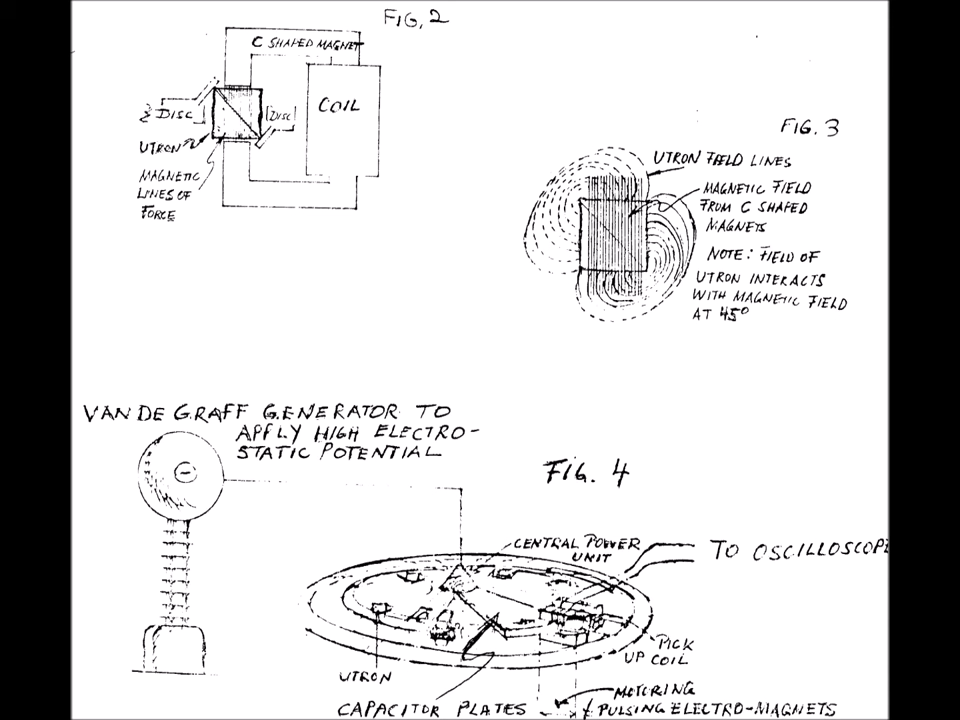 FIG, 2
C SHAPED MAGNET
COIL
DISC
DISC
UTRON
MAGNETIC
LINES OF
FORCE
FIG. 3
UTRON FIELD LINES
MAGNETIC FIELD
FROM C SHAPED
MAGNETS
NOTE: FIELD OF
UTRON INTERACTS
WITH MAGNETIC FIELD
AT 45°
VAN DE GRAFF GENERATOR TO
APPLY HIGH ELECTRO-
STATIC POTENTIAL
FIG. 4
CENTRAL POWER
UNIT
TO OSCILLOSCOPE
PICK
UP COIL
UTRON
MOTORING
CAPACITOR PLATES
PULSING ELECTRO-MAGNETS